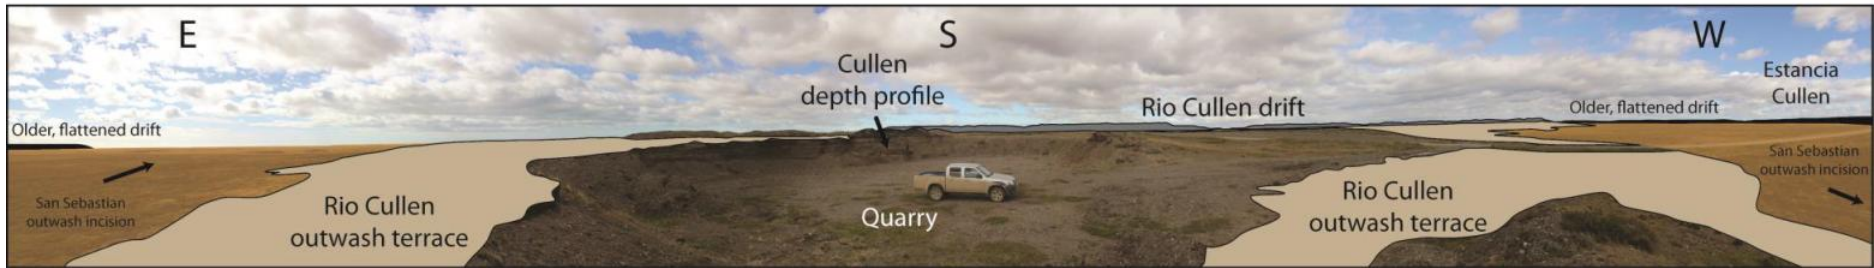 E
S
W
Cullen
depth profile
Rio Cullen drift
Older, flattened drift
Estancia
Cullen
Older, flattened drift
San Sebastian
outwash incision
Rio Cullen
outwash terrace
Quarry
Rio Cullen
outwash terrace
San Sebastian
outwash incision